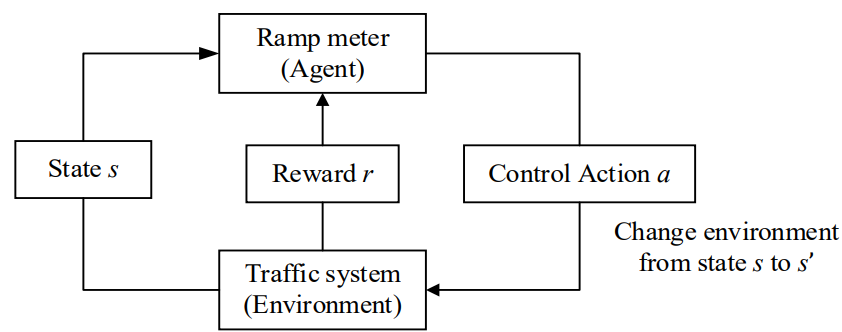 Ramp meter
(Agent)
State s
Reward r
Control Action a
Change environment
from state s to s'
Traffic system
(Environment)